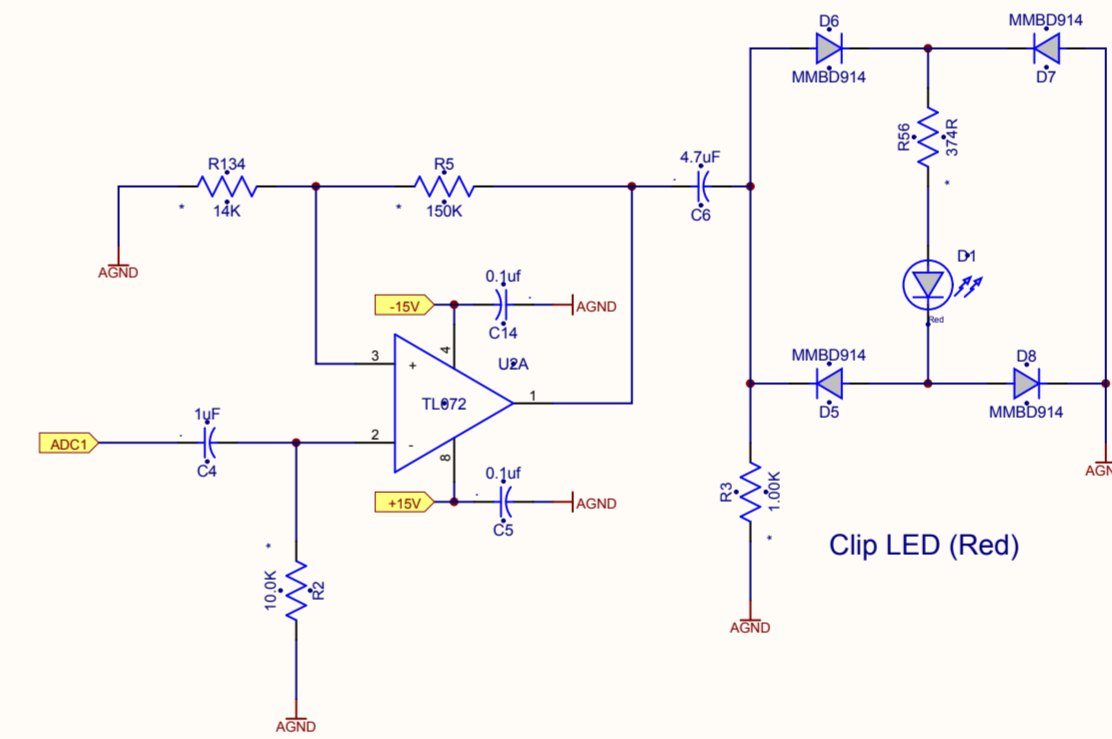 D6
MMBD914
MMBD914
D7
R56
374R
R134
14K
R5
150K
4.7uF
C6
*
*
*
AGND
D1
Red
0.1uf
-15V
AGND
C14
4
3
+
U2A
TL072
1
MMBD914
D5
D8
MMBD914
1uF
ADC1
C4
2
-
8
0.1uf
+15V
AGND
C5
AGN
R3
1.00K
*
Clip LED (Red)
*
10.0K
R2
AGND
AGND